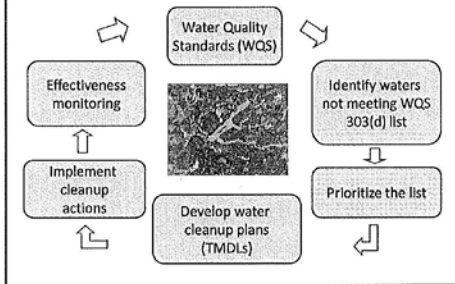 Water Quality
Standards (WQS)
Identify waters
not meeting WQS
303(d) list
Prioritize the list
Develop water
cleanup plans
(TMDLs)
Implement
cleanup
actions
Effectiveness
monitoring